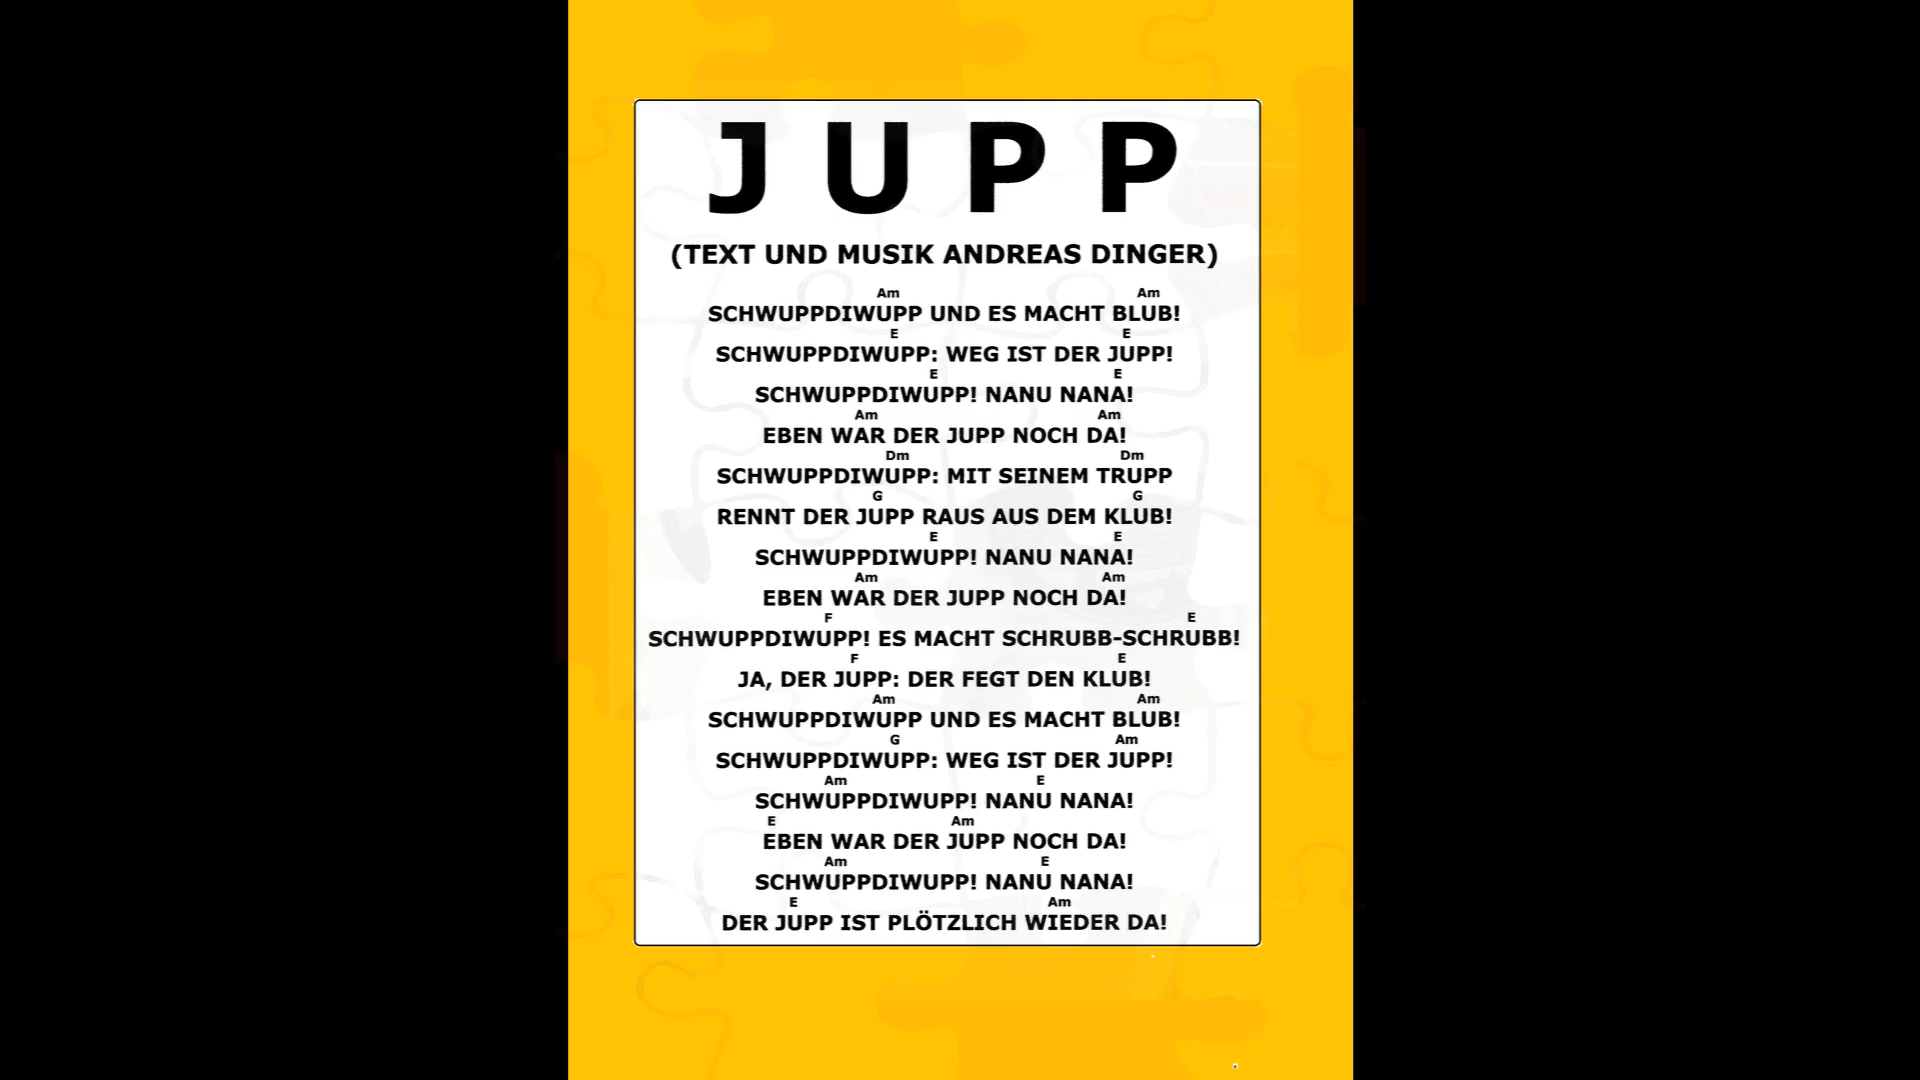 J U P P
(TEXT UND MUSIK ANDREAS DINGER)
Am Am
SCHWUPPDIWUPP UND ES MACHT BLUB!
E E
SCHWUPPDIWUPP: WEG IST DER JUPP!
E E
SCHWUPPDIWUPP! NANU NANA!
Am Am
EBEN WAR DER JUPP NOCH DA!
Dm Dm
SCHWUPPDIWUPP: MIT SEINEM TRUPP
G G
RENNT DER JUPP RAUS AUS DEM KLUB!
E E
SCHWUPPDIWUPP! NANU NANA!
Am Am
EBEN WAR DER JUPP NOCH DA!
F E
SCHWUPPDIWUPP! ES MACHT SCHRUBB-SCHRUBB!
F E
JA, DER JUPP: DER FEGT DEN KLUB!
Am Am
SCHWUPPDIWUPP UND ES MACHT BLUB!
G Am
SCHWUPPDIWUPP: WEG IST DER JUPP!
Am E
SCHWUPPDIWUPP! NANU NANA!
E Am
EBEN WAR DER JUPP NOCH DA!
Am E
SCHWUPPDIWUPP! NANU NANA!
E Am
DER JUPP IST PLÖTZLICH WIEDER DA!